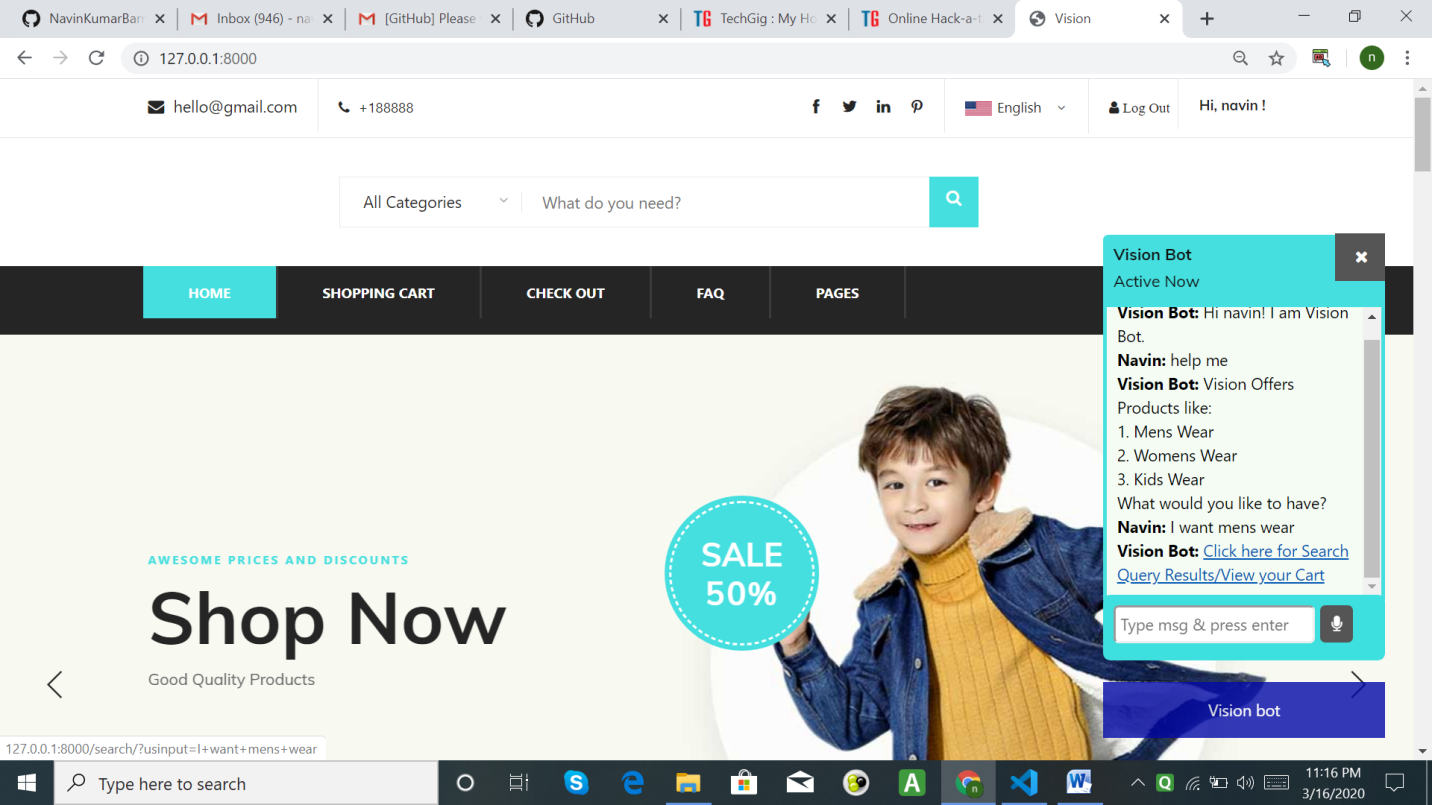 NavinKumarBar
Inbox (946) - na
[GitHub] Please
GitHub
TechGig : My Ho
Online Hack-a-t
Vision
127.0.0.1:8000
n
hello@gmail.com
+188888
English
Log Out
Hi, navin !
All Categories
What do you need?
HOME
SHOPPING CART
CHECK OUT
FAQ
PAGES
AWESOME PRICES AND DISCOUNTS
Shop Now
Good Quality Products
SALE
50%
Vision Bot
Active Now
Vision Bot: Hi navin! I am Vision
Bot.
Navin: help me
Vision Bot: Vision Offers
Products like:
1. Mens Wear
2. Womens Wear
3. Kids Wear
What would you like to have?
Navin: I want mens wear
Vision Bot: Click here for Search
Query Results/View your Cart
Type msg & press enter
Vision bot
127.0.0.1:8000/search/?usinput=I+want+mens+wear
Type here to search
11:16 PM
3/16/2020